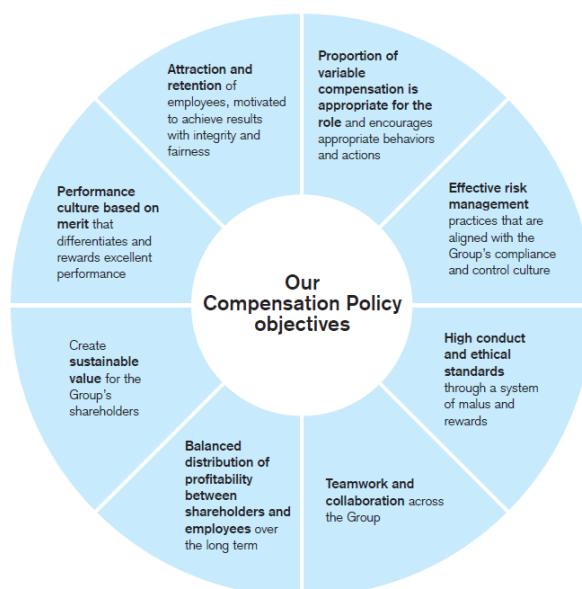 Our
Compensation Policy
objectives
Proportion of
variable
compensation is
appropriate for the
role and encourages
appropriate behaviors
and actions
Effective risk
management
practices that are
aligned with the
Group's compliance
and control culture
High conduct
and ethical
standards
through a system
of malus and
rewards
Teamwork and
collaboration across
the Group
Balanced
distribution of
profitability
between
shareholders and
employees over
the long term
Create
sustainable
value for the
Group's
shareholders
Performance
culture based on
merit that
differentiates and
rewards excellent
performance
Attraction and
retention of
employees, motivated
to achieve results
with integrity and
fairness